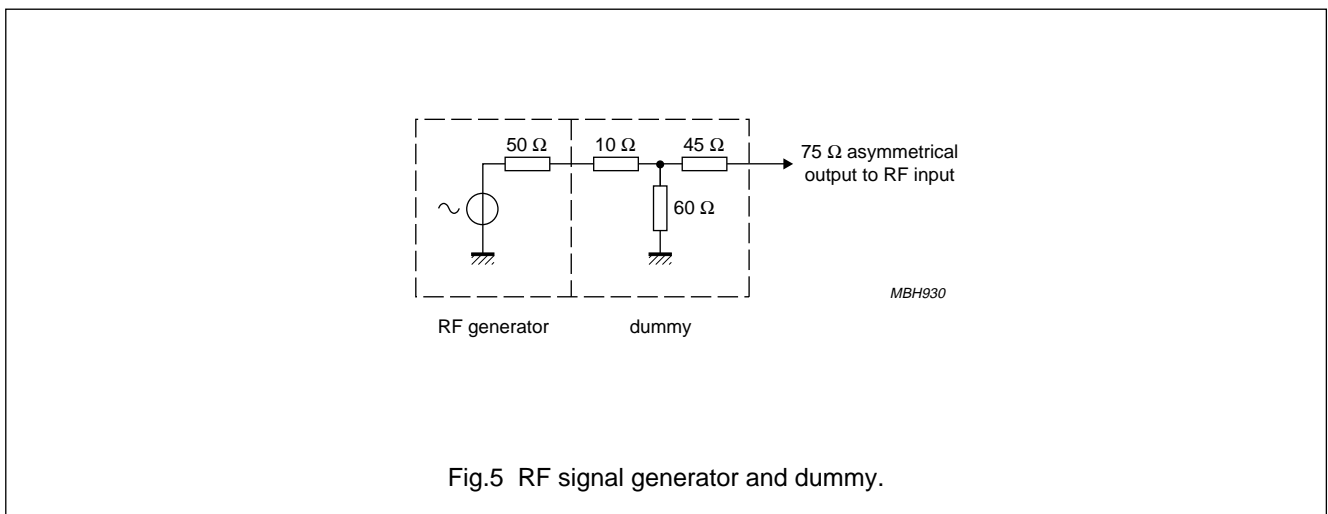 50 Ω
10 Ω
45 Ω
75 Ω asymmetrical
output to RF input
60 Ω
MBH930
RF generator
dummy
Fig.5 RF signal generator and dummy.